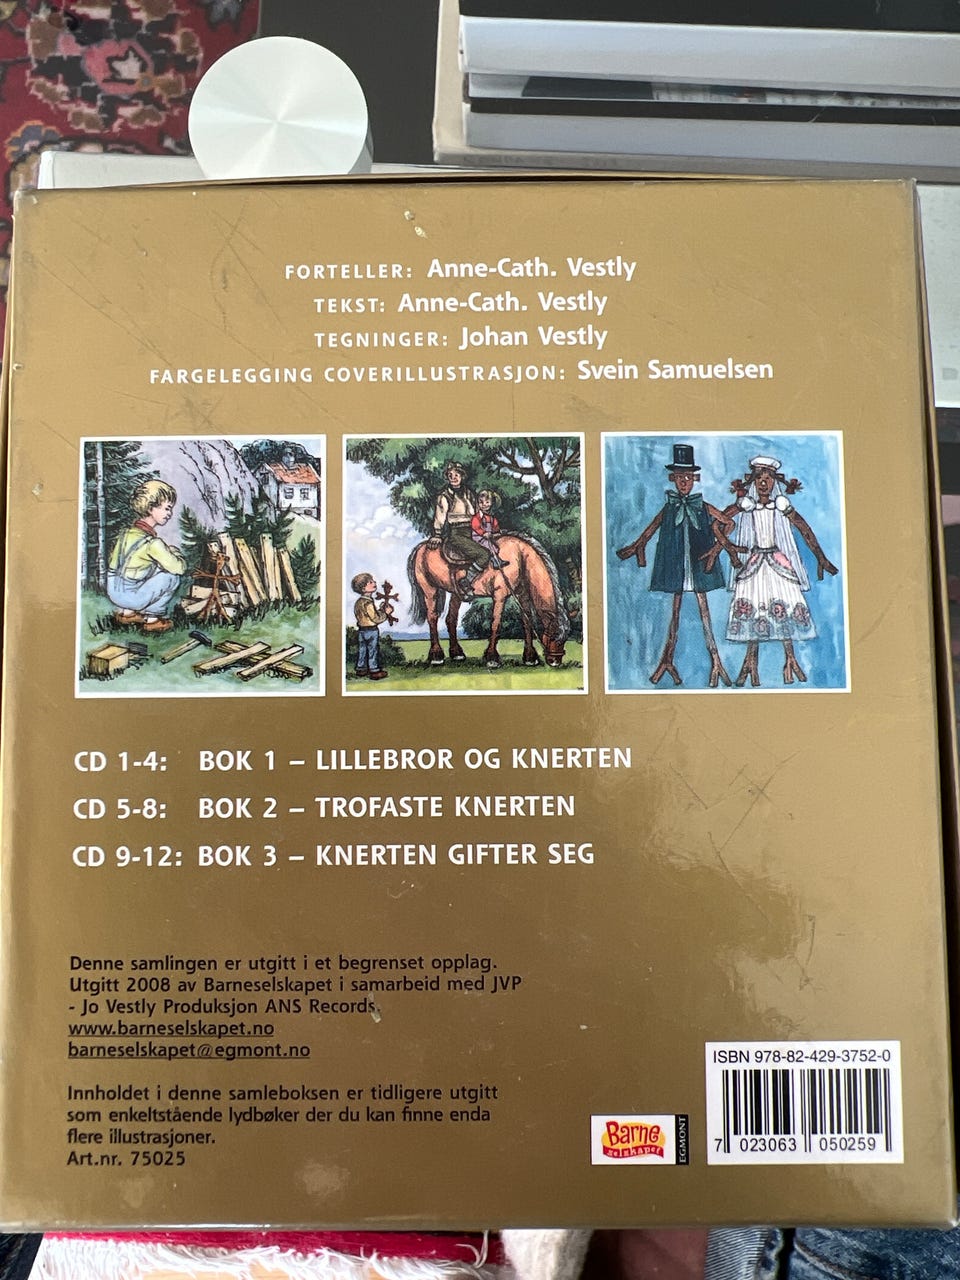 FORTELLER: Anne-Cath. Vestly
TEKST: Anne-Cath. Vestly
TEGNINGER: Johan Vestly
FARGELEGGING COVERILLUSTRASJON: Svein Samuelsen
CD 1-4: BOK 1 – LILLEBROR OG KNERTEN
CD 5-8: BOK 2 – TROFASTE KNERTEN
CD 9-12: BOK 3 – KNERTEN GIFTER SEG
Denne samlingen er utgitt i et begrenset opplag.
Utgitt 2008 av Barneselskapet i samarbeid med JVP
- Jo Vestly Produksjon ANS Records.
www.barneselskapet.no
barneselskapet@egmont.no
Innholdet i denne samleboksen er tidligere utgitt
som enkeltstående lydbøker der du kan finne enda
flere illustrasjoner.
Art.nr. 75025
Barne
selskapet
EGMONT
ISBN 978-82-429-3752-0
7 023063 050259